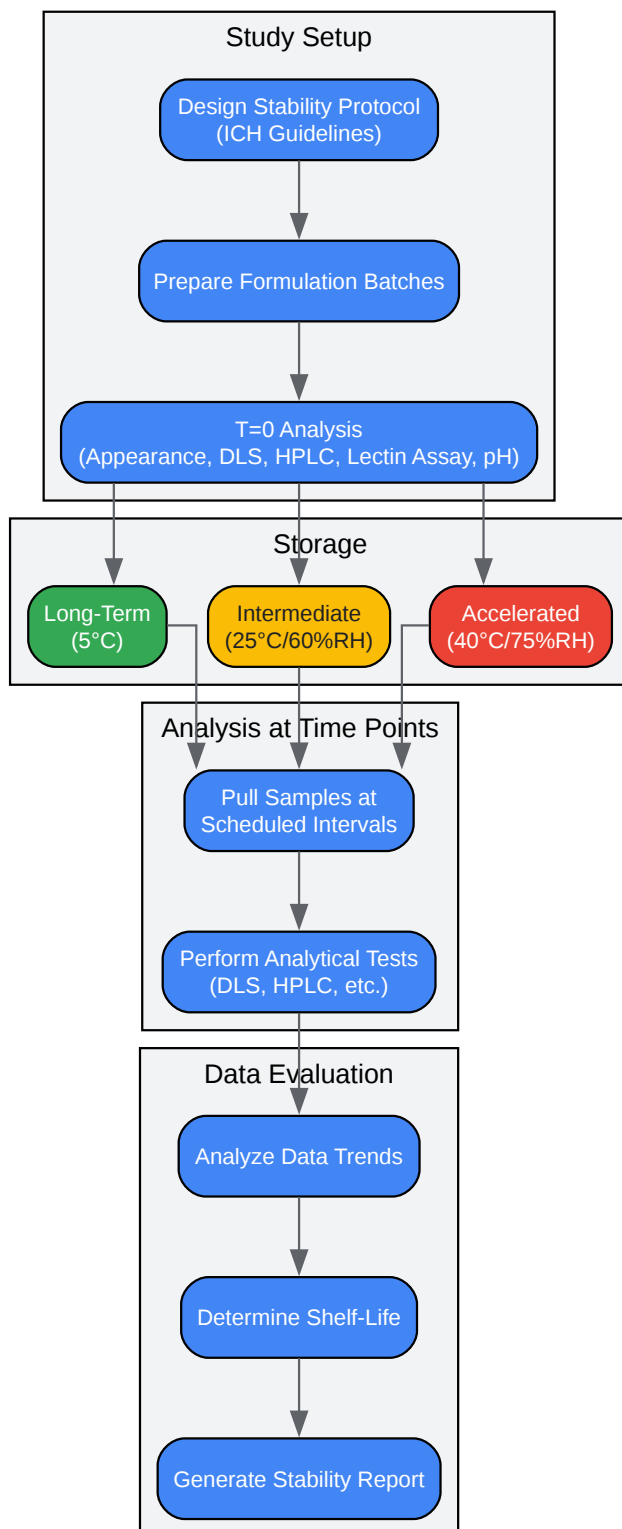 Study Setup
Design Stability Protocol
(ICH Guidelines)
Prepare Formulation Batches
T=0 Analysis
(Appearance, DLS, HPLC, Lectin Assay, pH)
Storage
Long-Term
(5°C)
Intermediate
(25°C/60%RH)
Accelerated
(40°C/75%RH)
Analysis at Time Points
Pull Samples at
Scheduled Intervals
Perform Analytical Tests
(DLS, HPLC, etc.)
Data Evaluation
Analyze Data Trends
Determine Shelf-Life
Generate Stability Report